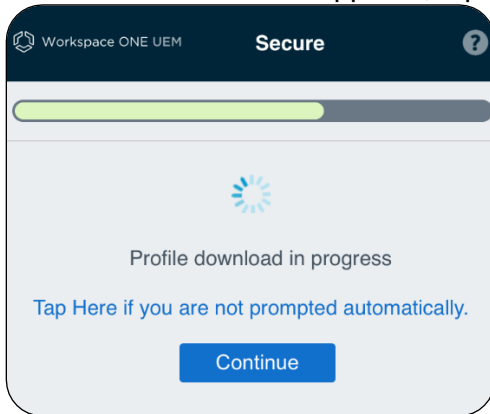 Workspace ONE UEM Secure ?
Profile download in progress
Tap Here if you are not prompted automatically.
Continue